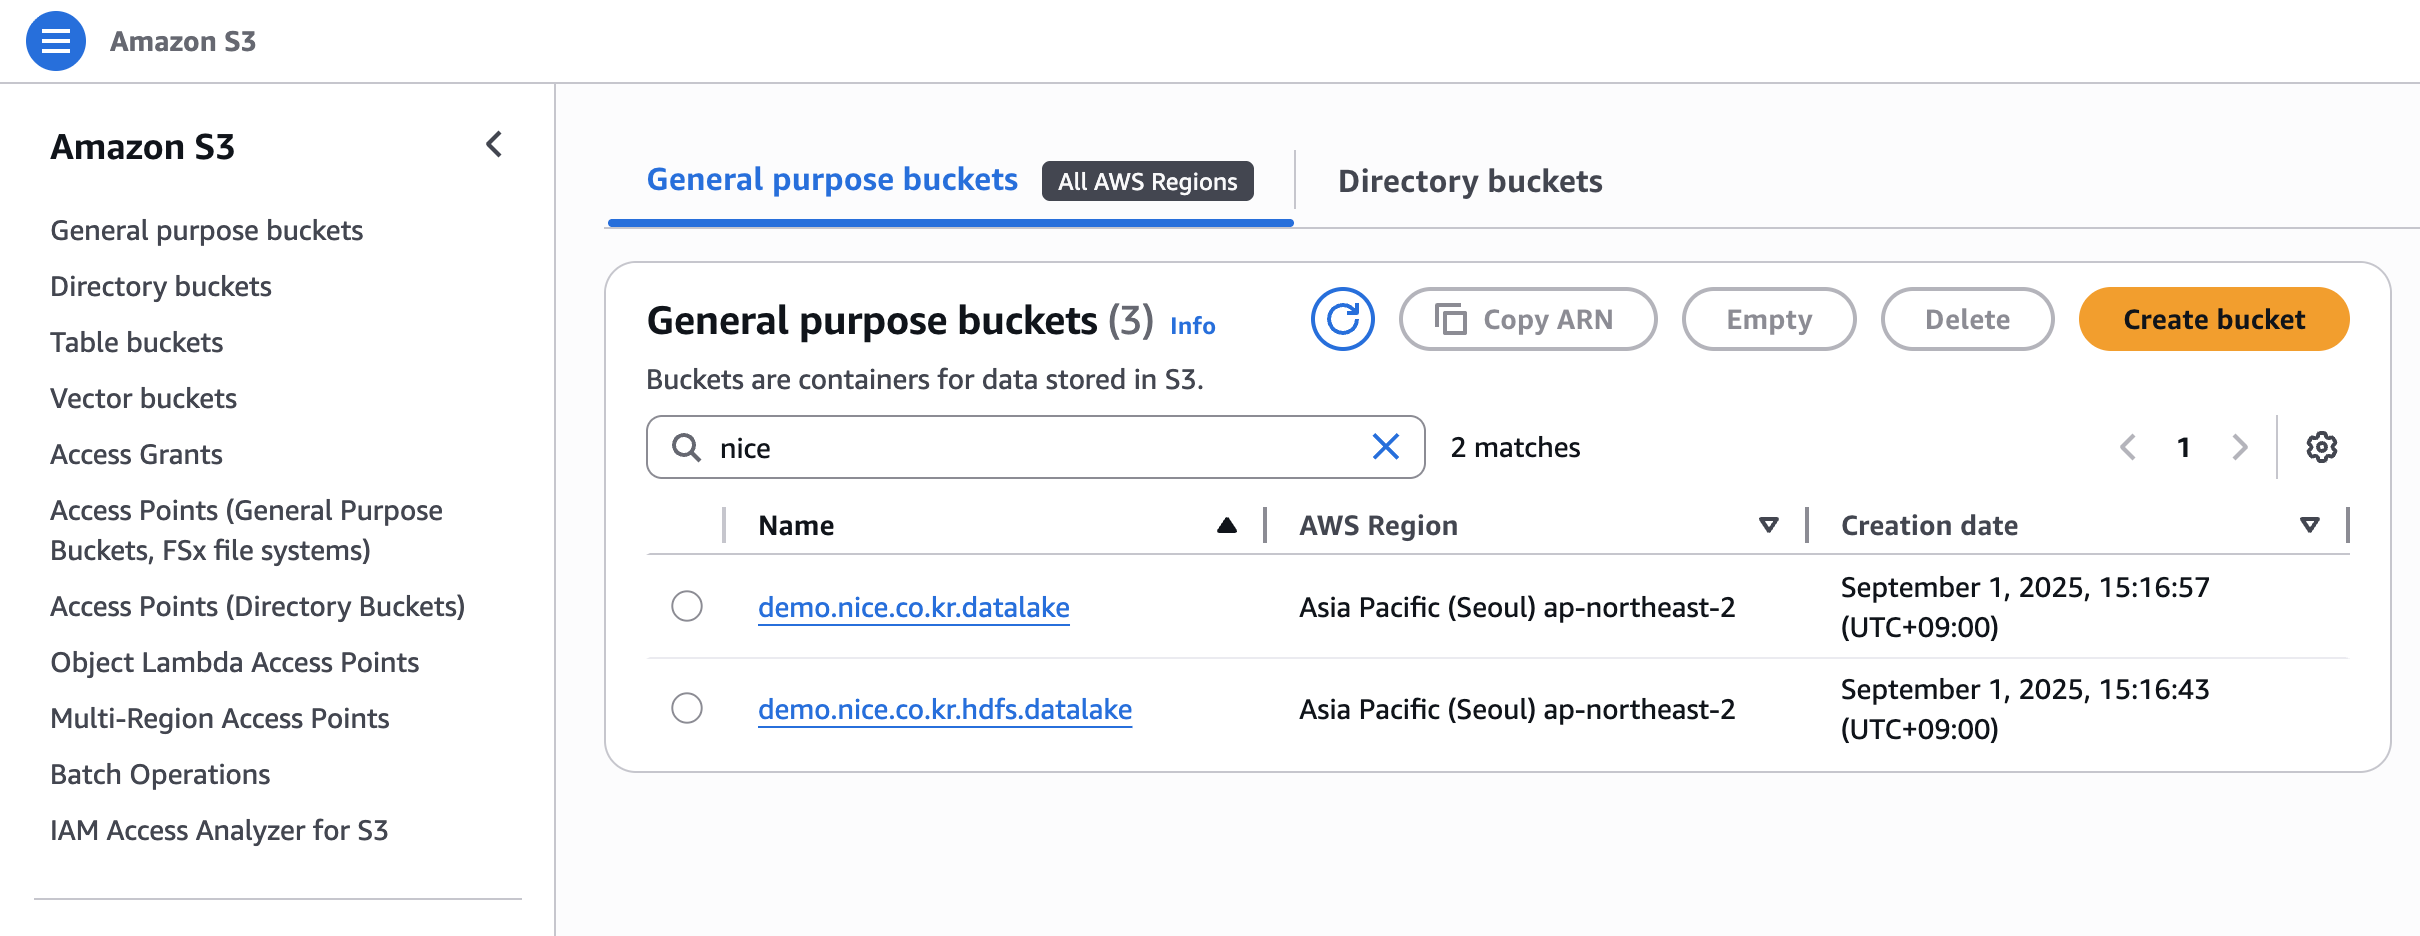 Amazon S3
Amazon S3
General purpose buckets
Directory buckets
Table buckets
Vector buckets
Access Grants
Access Points (General Purpose
Buckets, FSx file systems)
Access Points (Directory Buckets)
Object Lambda Access Points
Multi-Region Access Points
Batch Operations
IAM Access Analyzer for S3
General purpose buckets All AWS Regions Directory buckets
General purpose buckets (3) Info Copy ARN Empty Delete Create bucket
Buckets are containers for data stored in S3.
nice 2 matches 1
Name AWS Region Creation date
demo.nice.co.kr.datalake Asia Pacific (Seoul) ap-northeast-2 September 1, 2025, 15:16:57
(UTC+09:00)
demo.nice.co.kr.hdfs.datalake Asia Pacific (Seoul) ap-northeast-2 September 1, 2025, 15:16:43
(UTC+09:00)